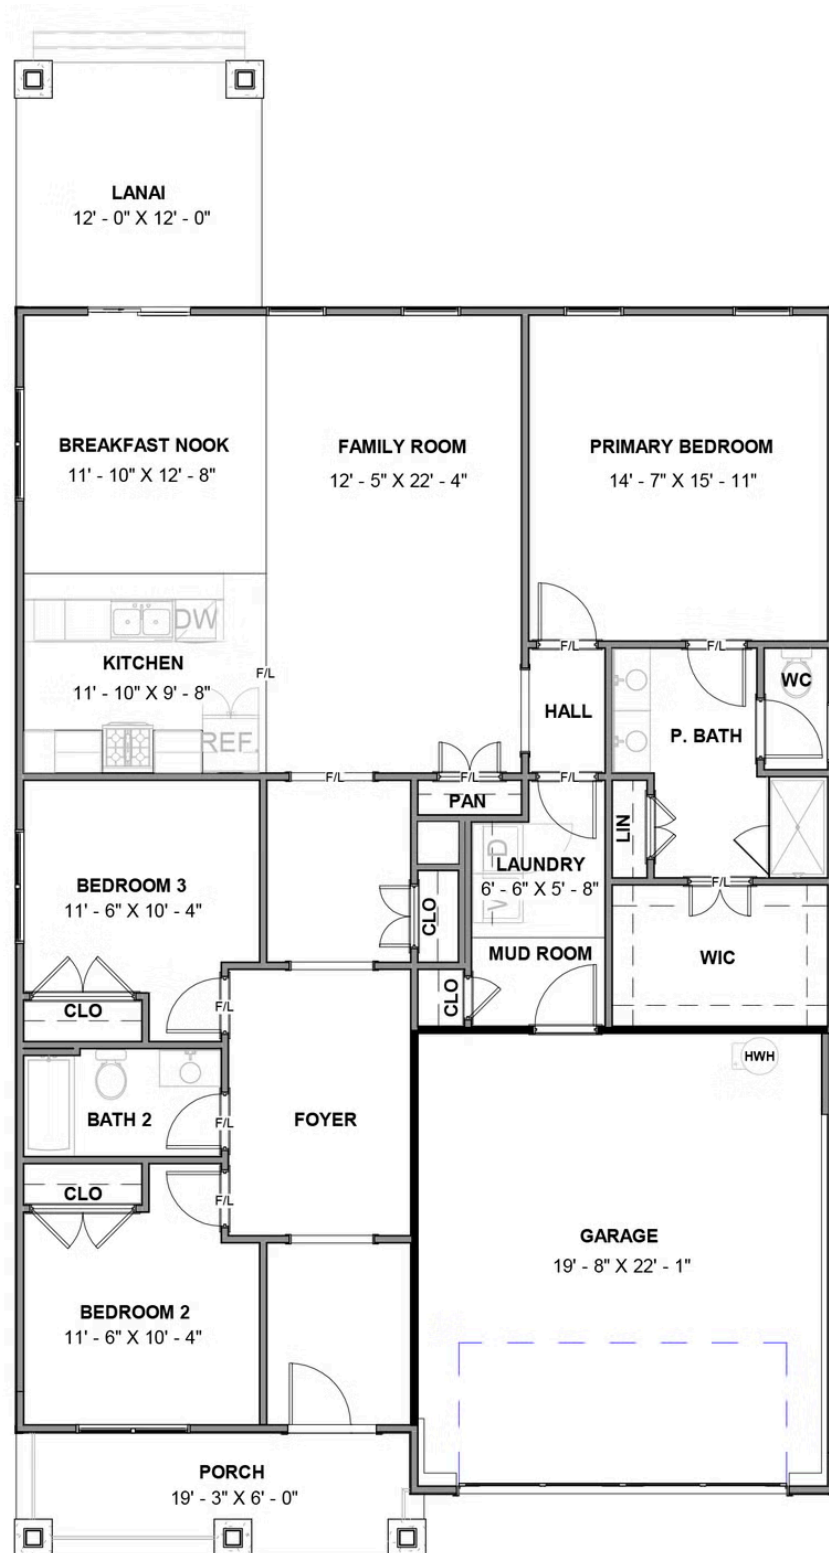 LANAI
12' - 0" X 12' - 0"
BREAKFAST NOOK
11' - 10" X 12' - 8"
FAMILY ROOM
12' - 5" X 22' - 4"
PRIMARY BEDROOM
14' - 7" X 15' - 11"
DW
KITCHEN
11' - 10" X 9' - 8"
REF.
F/L
F/L
F/L
WC
HALL
P. BATH
F/L
F/L
F/L
PAN
LIN
BEDROOM 3
11' - 6" X 10' - 4"
CLO
D
LAUNDRY
6' - 6" X 5' - 8"
W
F/L
MUD ROOM
WIC
CLO
CLO
F/L
HWH
BATH 2
F/L
FOYER
CLO
F/L
GARAGE
19' - 8" X 22' - 1"
BEDROOM 2
11' - 6" X 10' - 4"
PORCH
19' - 3" X 6' - 0"